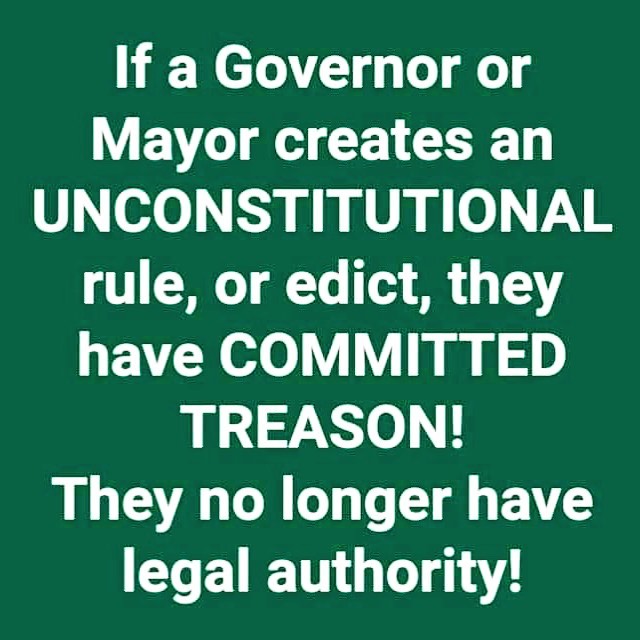 If a Governor or
Mayor creates an
UNCONSTITUTIONAL
rule, or edict, they
have COMMITTED
TREASON!
They no longer have
legal authority!